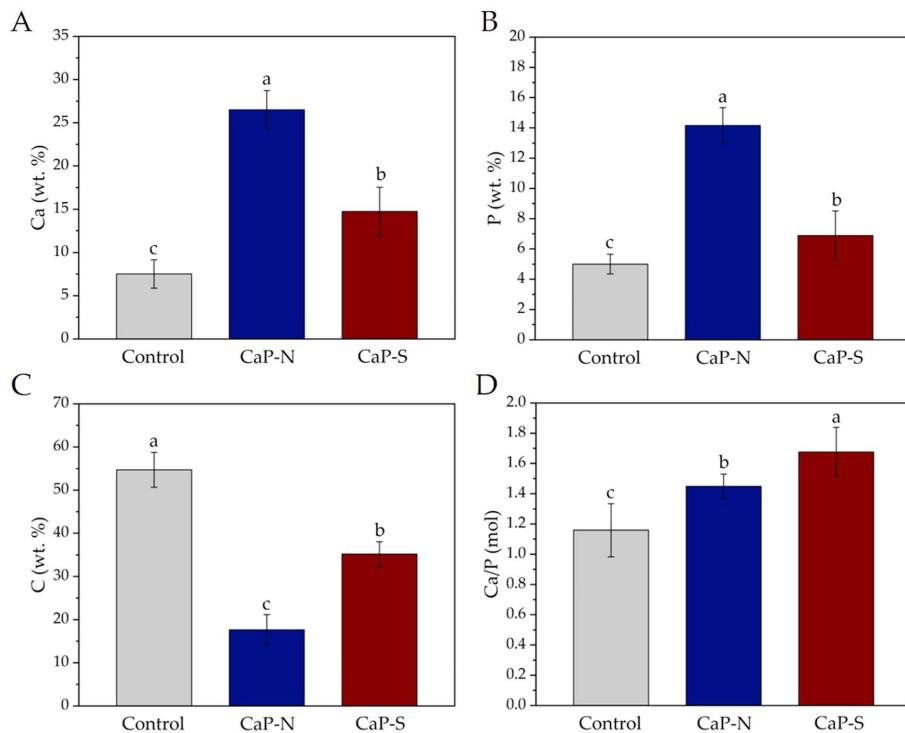 A
Ca (wt. %)
35
30
25
20
15
10
5
0
c
a
b
Control CaP-N CaP-S
B
P (wt. %)
20
18
16
14
12
10
8
6
4
2
0
c
a
b
Control CaP-N CaP-S
C
C (wt. %)
70
60
50
40
30
20
10
0
a
c
b
Control CaP-N CaP-S
D
Ca/P (mol)
2.0
1.8
1.6
1.4
1.2
1.0
0.8
0.6
0.4
0.2
0.0
c
b
a
Control CaP-N CaP-S